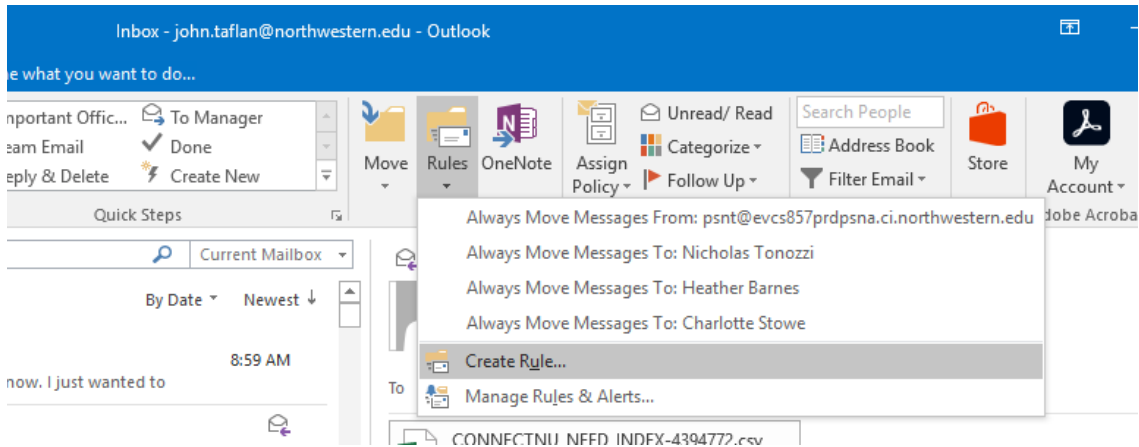 Inbox - john.taflan@northwestern.edu - Outlook
e what you want to do...
mportant Offic... To Manager
eam Email Done
eply & Delete Create New
Quick Steps
Move
Rules
OneNote
Assign Policy
Unread/ Read
Categorize
Follow Up
Search People
Address Book
Filter Email
Store
My Account
dobe Acroba
Always Move Messages From: psnt@evcs857prdpsna.ci.northwestern.edu
Always Move Messages To: Nicholas Tonozzi
Always Move Messages To: Heather Barnes
Always Move Messages To: Charlotte Stowe
Create Rule...
Manage Rules & Alerts...
Current Mailbox
By Date Newest ↓
8:59 AM
now. I just wanted to
To
CONNECTNU_NEED_INDEX-4394772.csv